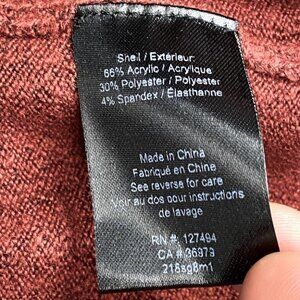 Shell / Extérieur:
66% Acrylic / Acrylique
30% Polyester / Polyester
4% Spandex / Élasthanne
Made in China
Fabriqué en Chine
See reverse for care
Voir au dos pour instructions
de lavage
RN #: 127494
CA # 36979